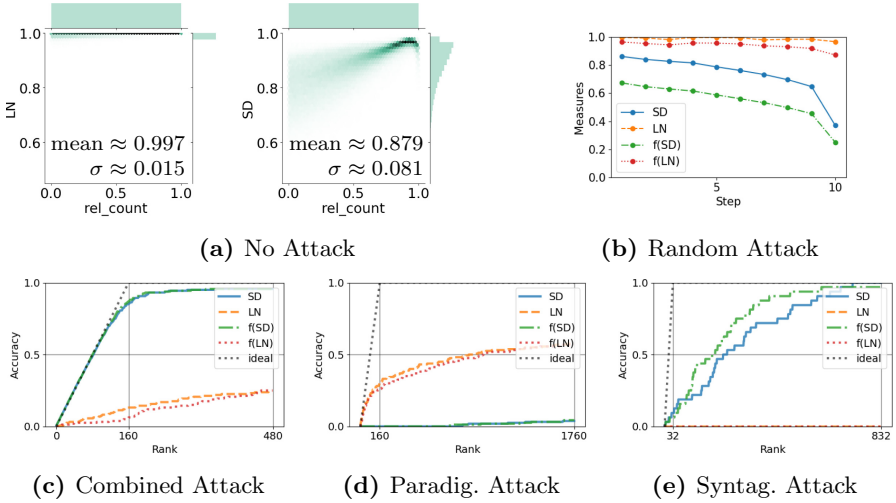 1.0
0.8
0.6
LN
mean ≈ 0.997
σ ≈ 0.015
0.0 0.5 1.0
rel_count
1.0
0.8
0.6
SD
mean ≈ 0.879
σ ≈ 0.081
0.0 0.5 1.0
rel_count
1.0
0.8
0.6
0.4
0.2
0.0
Measures
SD
LN
f(SD)
f(LN)
5 10
Step
(a) No Attack
(b) Random Attack
1.0
0.5
0.0
Accuracy
SD
LN
f(SD)
f(LN)
ideal
0 160 480
Rank
1.0
0.5
0.0
Accuracy
SD
LN
f(SD)
f(LN)
ideal
160 1760
Rank
1.0
0.5
0.0
Accuracy
SD
LN
f(SD)
f(LN)
ideal
32 832
Rank
(c) Combined Attack
(d) Paradig. Attack
(e) Syntag. Attack